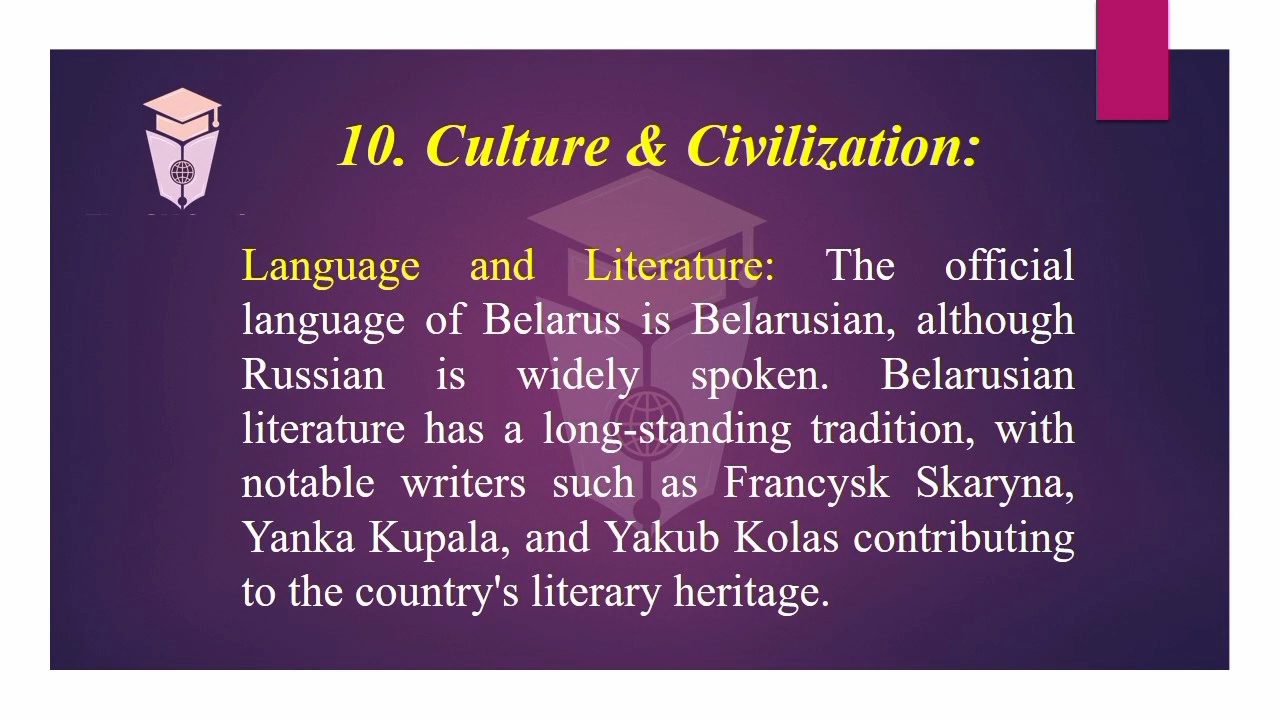 10. Culture & Civilization:
Language and Literature: The official
language of Belarus is Belarusian, although
Russian is widely spoken. Belarusian
literature has a long-standing tradition, with
notable writers such as Francysk Skaryna,
Yanka Kupala, and Yakub Kolas contributing
to the country's literary heritage.